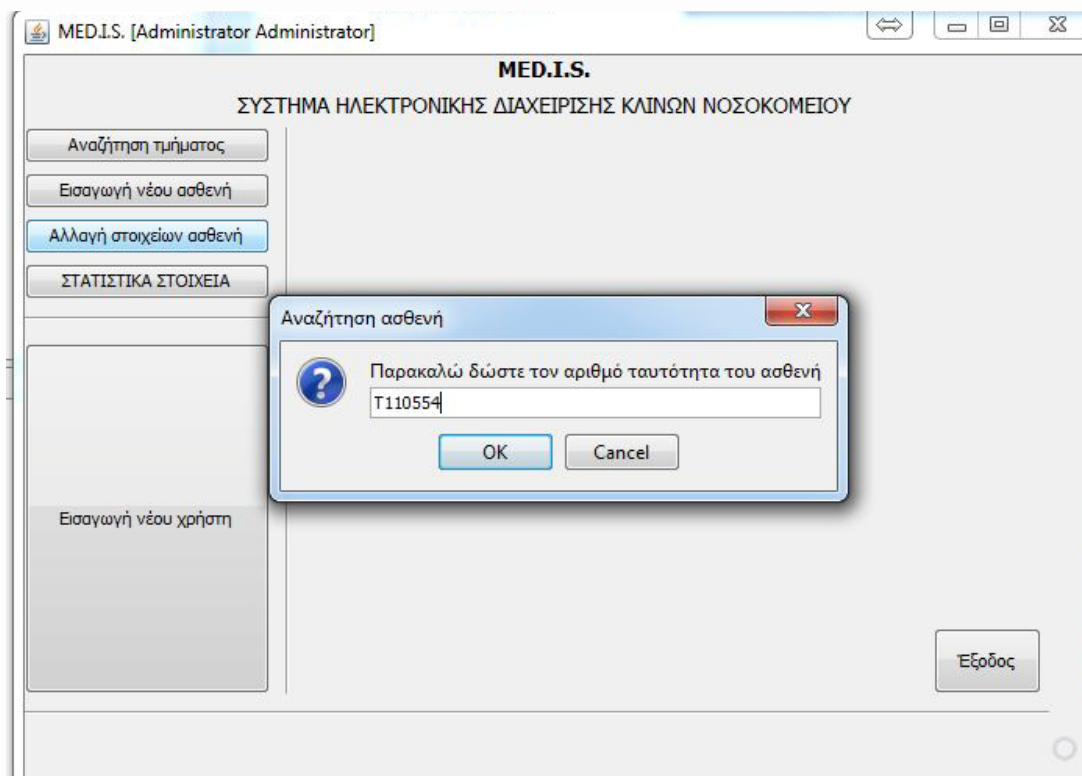 MED.I.S. [Administrator Administrator]
MED.I.S.
ΣΥΣΤΗΜΑ ΗΛΕΚΤΡΟΝΙΚΗΣ ΔΙΑΧΕΙΡΙΣΗΣ ΚΛΙΝΩΝ ΝΟΣΟΚΟΜΕΙΟΥ
Αναζήτηση τμήματος
Εισαγωγή νέου ασθενή
Αλλαγή στοιχείων ασθενή
ΣΤΑΤΙΣΤΙΚΑ ΣΤΟΙΧΕΙΑ
Αναζήτηση ασθενή
Παρακαλώ δώστε τον αριθμό ταυτότητα του ασθενή
T110554
OK
Cancel
Εισαγωγή νέου χρήστη
Έξοδος